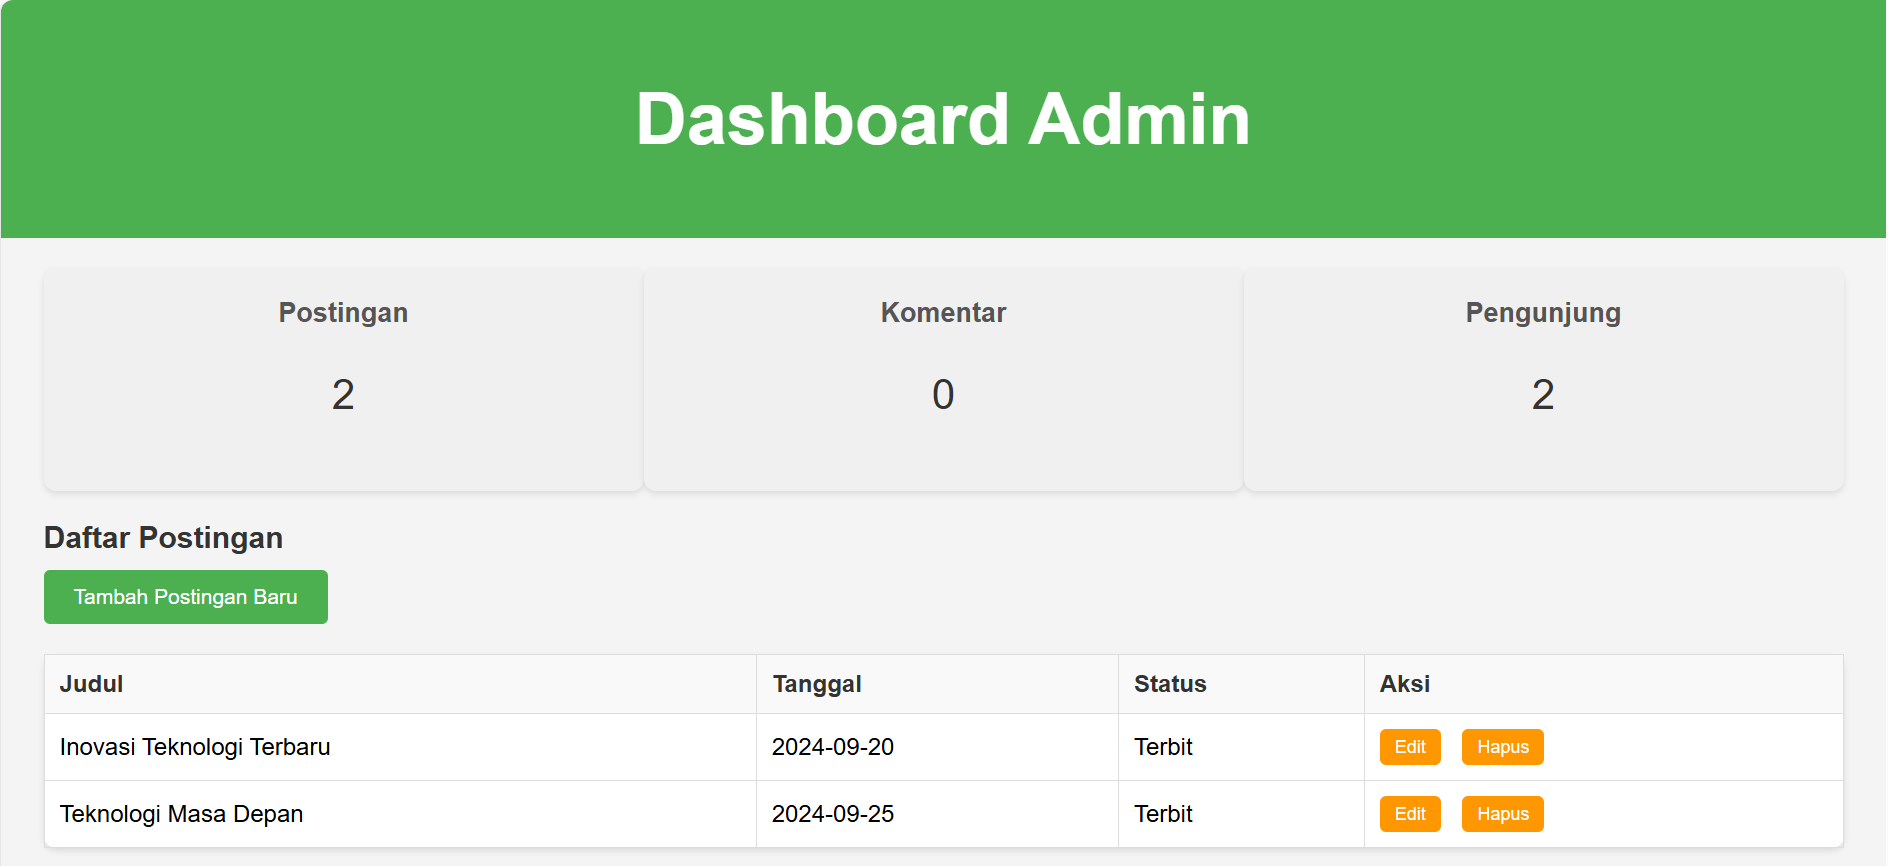 Dashboard Admin
Postingan Komentar Pengunjung
2 0 2
Daftar Postingan
Tambah Postingan Baru
Judul Tanggal Status Aksi
Inovasi Teknologi Terbaru 2024-09-20 Terbit Edit Hapus
Teknologi Masa Depan 2024-09-25 Terbit Edit Hapus